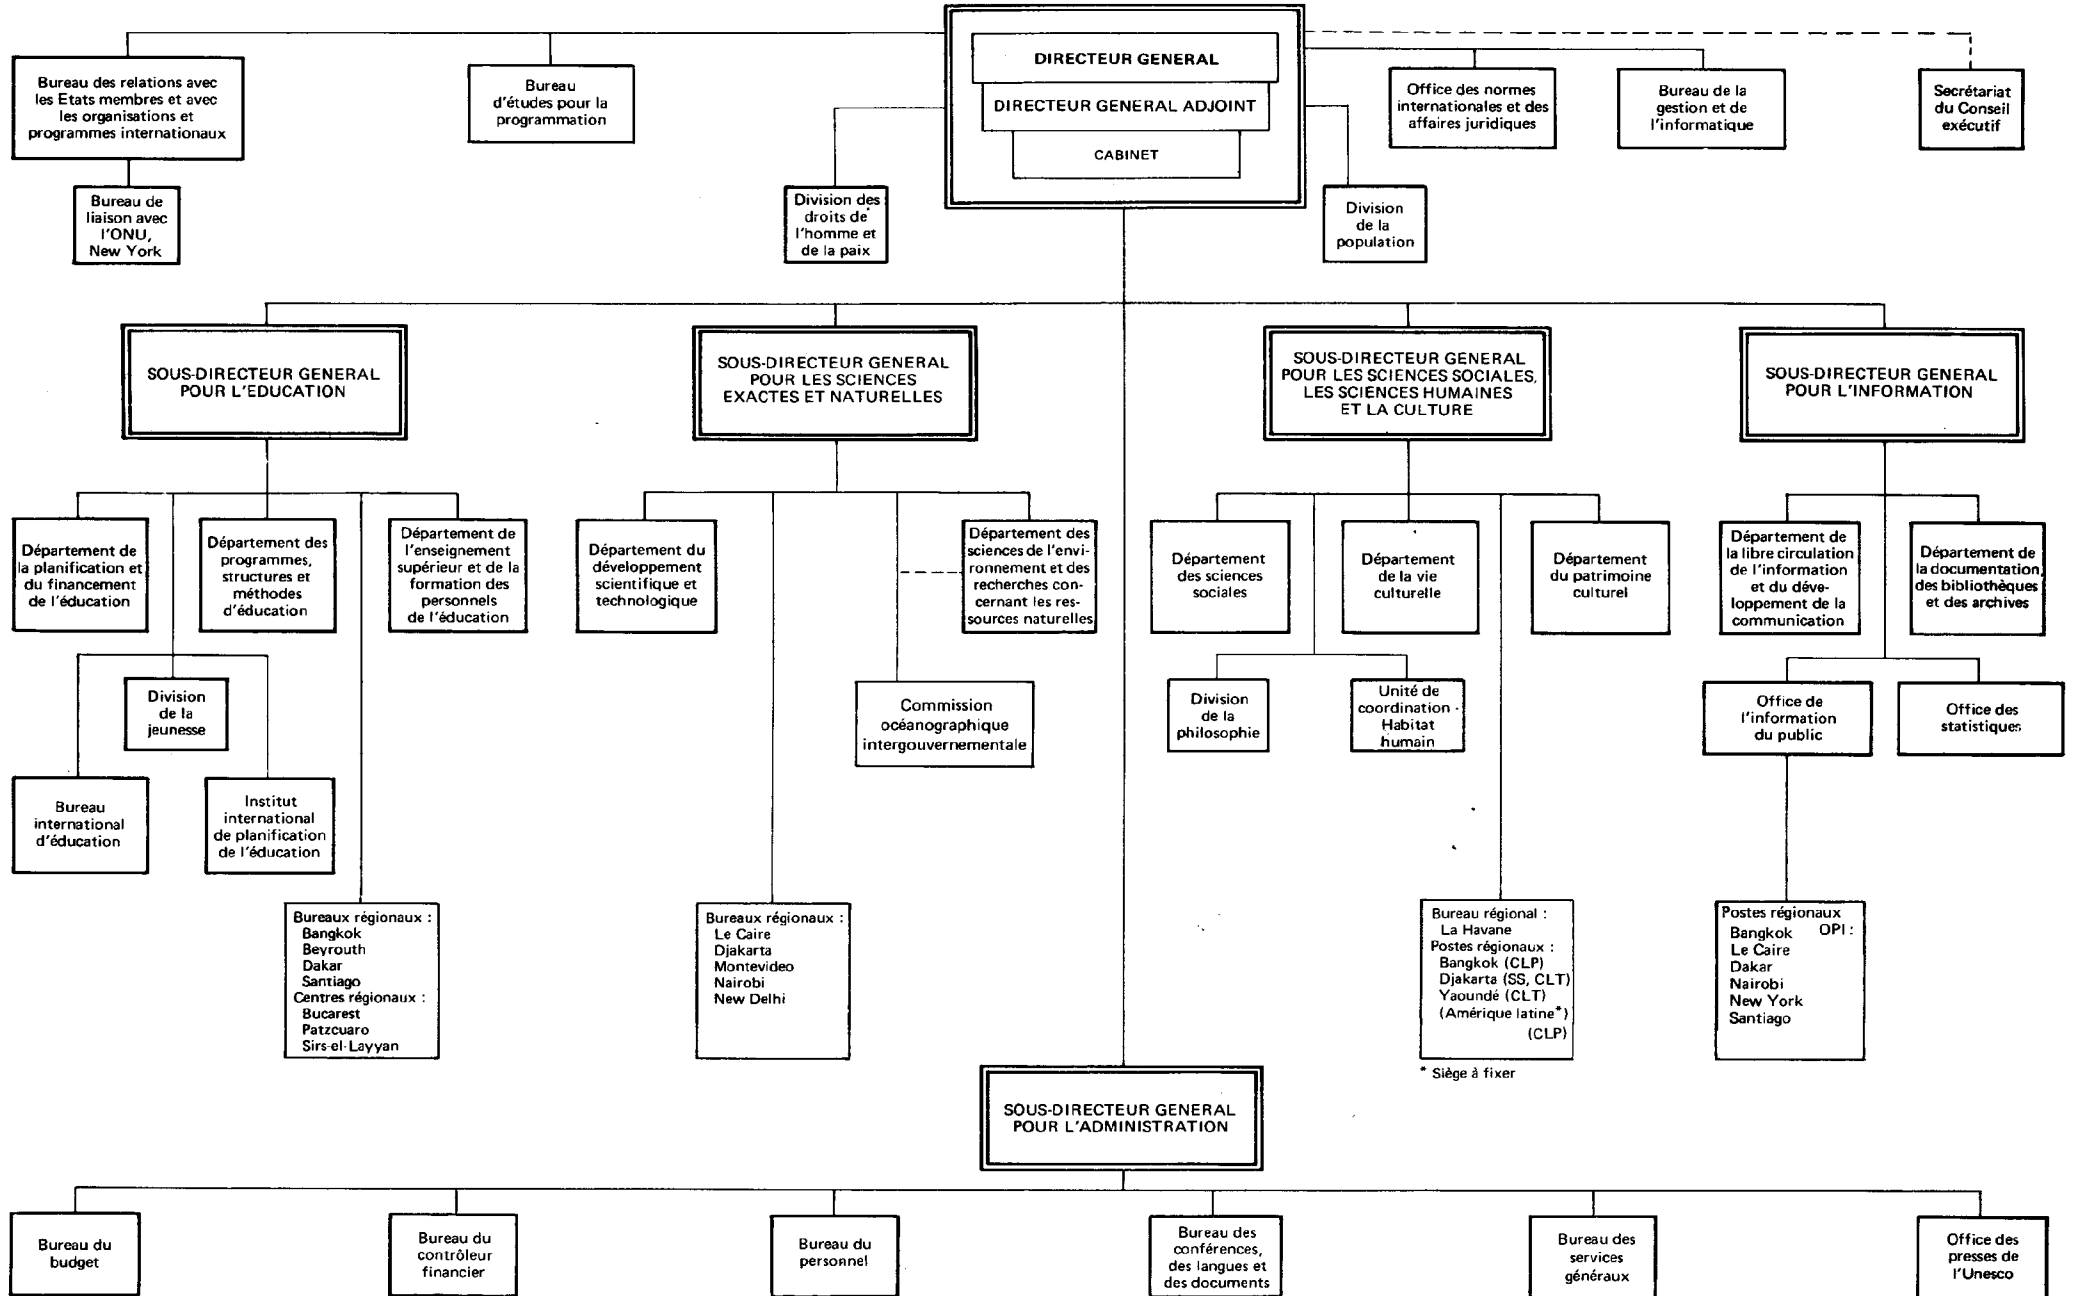 DIRECTEUR GENERAL
DIRECTEUR GENERAL ADJOINT
CABINET
Bureau des relations avec
les Etats membres et avec
les organisations et
programmes internationaux
Bureau
d'études pour la
programmation
Office des normes
internationales et des
affaires juridiques
Bureau de la
gestion et de
l'informatique
Secrétariat
du Conseil
exécutif
Bureau de
liaison avec
l'ONU,
New York
Division des
droits de
l'homme et
de la paix
Division
de la
population
SOUS-DIRECTEUR GENERAL
POUR L'EDUCATION
SOUS-DIRECTEUR GENERAL
POUR LES SCIENCES
EXACTES ET NATURELLES
SOUS-DIRECTEUR GENERAL
POUR LES SCIENCES SOCIALES,
LES SCIENCES HUMAINES
ET LA CULTURE
SOUS-DIRECTEUR GENERAL
POUR L'INFORMATION
Département de
la planification et
du financement
de l'éducation
Département des
programmes,
structures et
méthodes
d'éducation
Département de
l'enseignement
supérieur et de la
formation des
personnels
de l'éducation
Département du
développement
scientifique et
technologique
Département des
sciences de l'envi-
ronnement et des
recherches con-
cernant les res-
sources naturelles
Département
des sciences
sociales
Département
de la vie
culturelle
Département
du patrimoine
culturel
Département de
la libre circulation
de l'information
et du déve-
loppement de la
communication
Département de
la documentation,
des bibliothèques
et des archives
Division
de la
jeunesse
Commission
océanographique
intergouvernementale
Division
de la
philosophie
Unité de
coordination -
Habitat
humain
Office de
l'information
du public
Office des
statistiques
Bureau
international
d'éducation
Institut
international
de planification
de l'éducation
Bureaux régionaux :
Bangkok
Beyrouth
Dakar
Santiago
Centres régionaux :
Bucarest
Patzcuaro
Sirs-el-Layyan
Bureaux régionaux :
Le Caire
Djakarta
Montevideo
Nairobi
New Delhi
Bureau régional :
La Havane
Postes régionaux :
Bangkok (CLP)
Djakarta (SS, CLT)
Yaoundé (CLT)
(Amérique latine*)
(CLP)
* Siège à fixer
Postes régionaux
OPI :
Bangkok
Le Caire
Dakar
Nairobi
New York
Santiago
SOUS-DIRECTEUR GENERAL
POUR L'ADMINISTRATION
Bureau du
budget
Bureau du
contrôleur
financier
Bureau du
personnel
Bureau des
conférences,
des langues et
des documents
Bureau des
services
généraux
Office des
presses de
l'Unesco